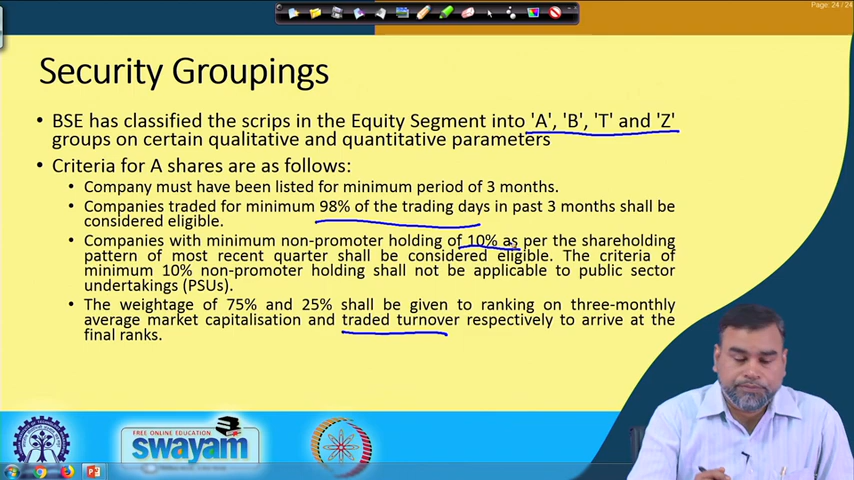 Page: 24 / 24
Security Groupings
• BSE has classified the scrips in the Equity Segment into 'A', 'B', 'T' and 'Z'
groups on certain qualitative and quantitative parameters
• Criteria for A shares are as follows:
• Company must have been listed for minimum period of 3 months.
• Companies traded for minimum 98% of the trading days in past 3 months shall be
considered eligible.
• Companies with minimum non-promoter holding of 10% as per the shareholding
pattern of most recent quarter shall be considered eligible. The criteria of
minimum 10% non-promoter holding shall not be applicable to public sector
undertakings (PSUs).
• The weightage of 75% and 25% shall be given to ranking on three-monthly
average market capitalisation and traded turnover respectively to arrive at the
final ranks.
FREE ONLINE EDUCATION
swayam